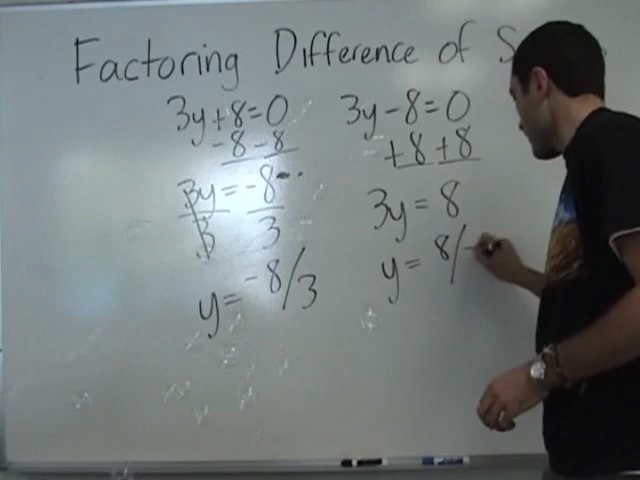 Factoring Difference of S
3y+8=0
-8 -8
3y = -8
3 3
y = -8/3
3y-8=0
+8 +8
3y = 8
y = 8/